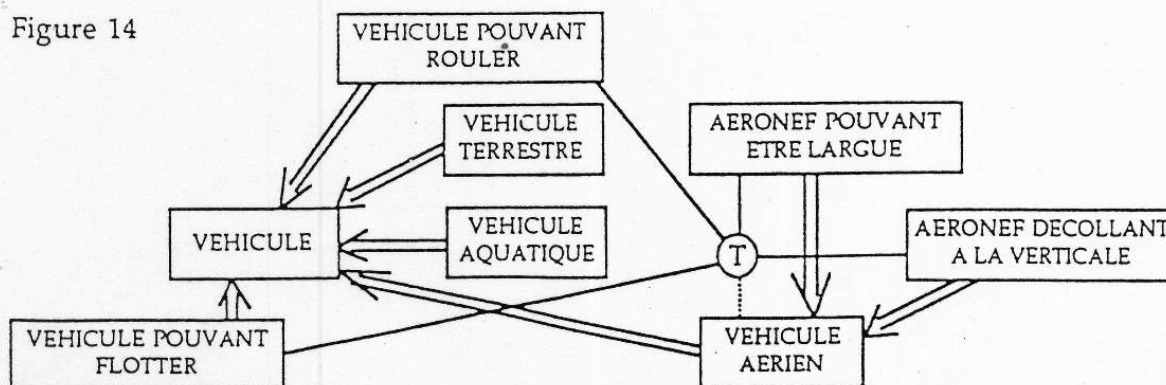 Figure 14
VEHICULE POUVANT
ROULER
VEHICULE
TERRESTRE
AERONEF POUVANT
ETRE LARGUE
VEHICULE
VEHICULE
AQUATIQUE
T
AERONEF DECOLLANT
A LA VERTICALE
VEHICULE POUVANT
FLOTTER
VEHICULE
AERIEN